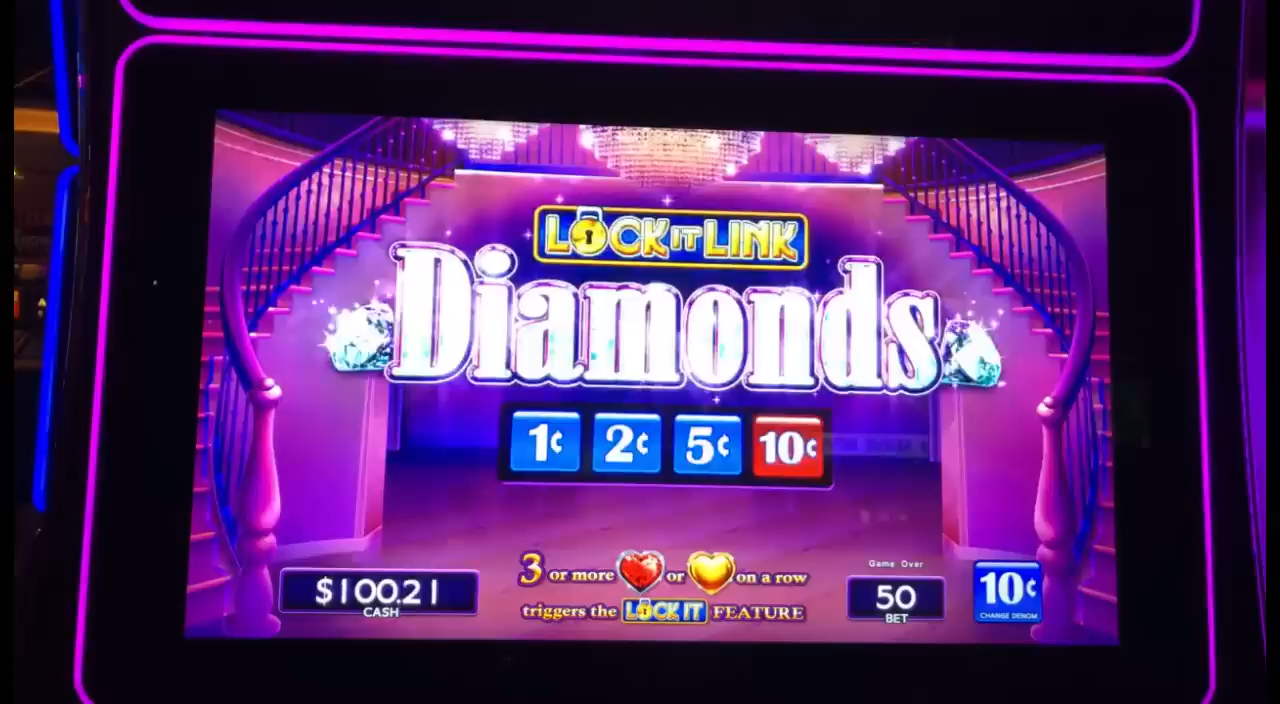 LOCK IT LINK
Diamonds
1¢ 2¢ 5¢ 10¢
$100.21
CASH
3 or more or on a row
triggers the LOCK IT FEATURE
Game Over
50
BET
10¢
CHANGE DENOM